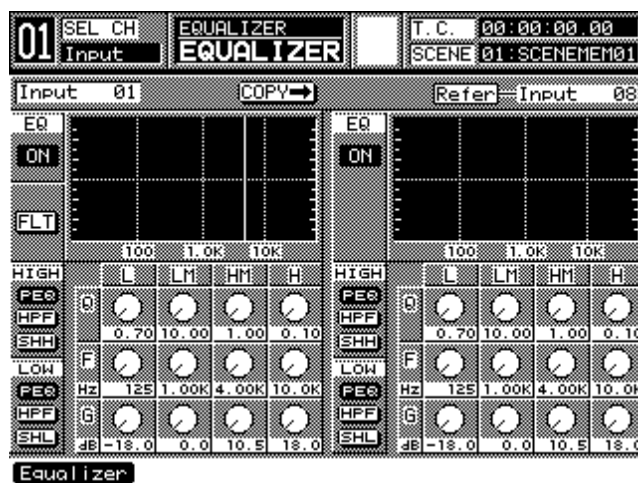 01 SEL CH EQUALIZER T.C. 00:00:00.00
Input EQUALIZER SCENE 01:SCENEMEM01
Input 01 COPY➡ Refer Input 08
EQ EQ
ON ON
FLT
100 1.0K 10K 100 1.0K 10K
HIGH L LM HM H HIGH L LM HM H
PEQ PEQ
HPF Q HPF Q
SHH 0.70 10.00 1.00 0.10 SHH 0.70 10.00 1.00 0.10
LOW F LOW F
PEQ Hz 125 1.00K 4.00K 10.0K PEQ Hz 125 1.00K 4.00K 10.0
HPF G HPF G
SHL dB -18.0 0.0 10.5 18.0 SHL dB -18.0 0.0 10.5 18.
Equalizer